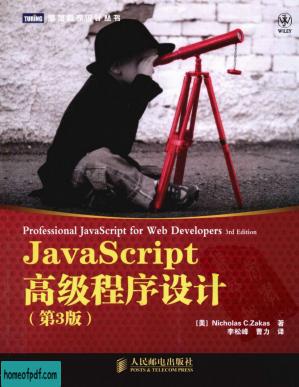 TURING 图灵程序设计丛书
WILEY
Professional JavaScript for Web Developers 3rd Edition
JavaScript
高级程序设计
（第3版）
[美] Nicholas C.Zakas 著
李松峰 曹力 译
人民邮电出版社
POSTS & TELECOM PRESS
homeofpdf.com